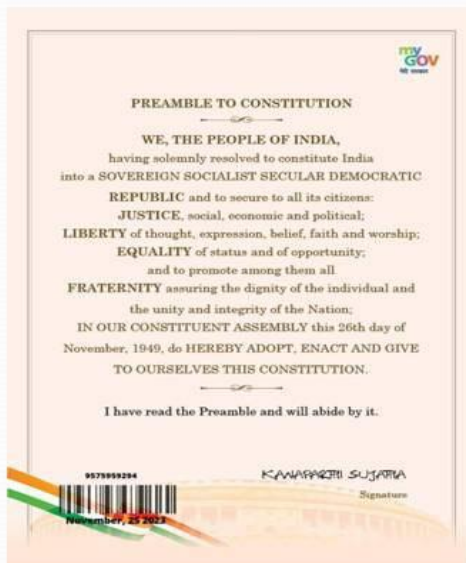 my
GOV
मेरी सरकार
PREAMBLE TO CONSTITUTION
WE, THE PEOPLE OF INDIA,
having solemnly resolved to constitute India
into a SOVEREIGN SOCIALIST SECULAR DEMOCRATIC
REPUBLIC and to secure to all its citizens:
JUSTICE, social, economic and political;
LIBERTY of thought, expression, belief, faith and worship;
EQUALITY of status and of opportunity;
and to promote among them all
FRATERNITY assuring the dignity of the individual and
the unity and integrity of the Nation;
IN OUR CONSTITUENT ASSEMBLY this 26th day of
November, 1949, do HEREBY ADOPT, ENACT AND GIVE
TO OURSELVES THIS CONSTITUTION.
I have read the Preamble and will abide by it.
9575959294
KANAPARTHI SUJATHA
Signature
November, 25 2023